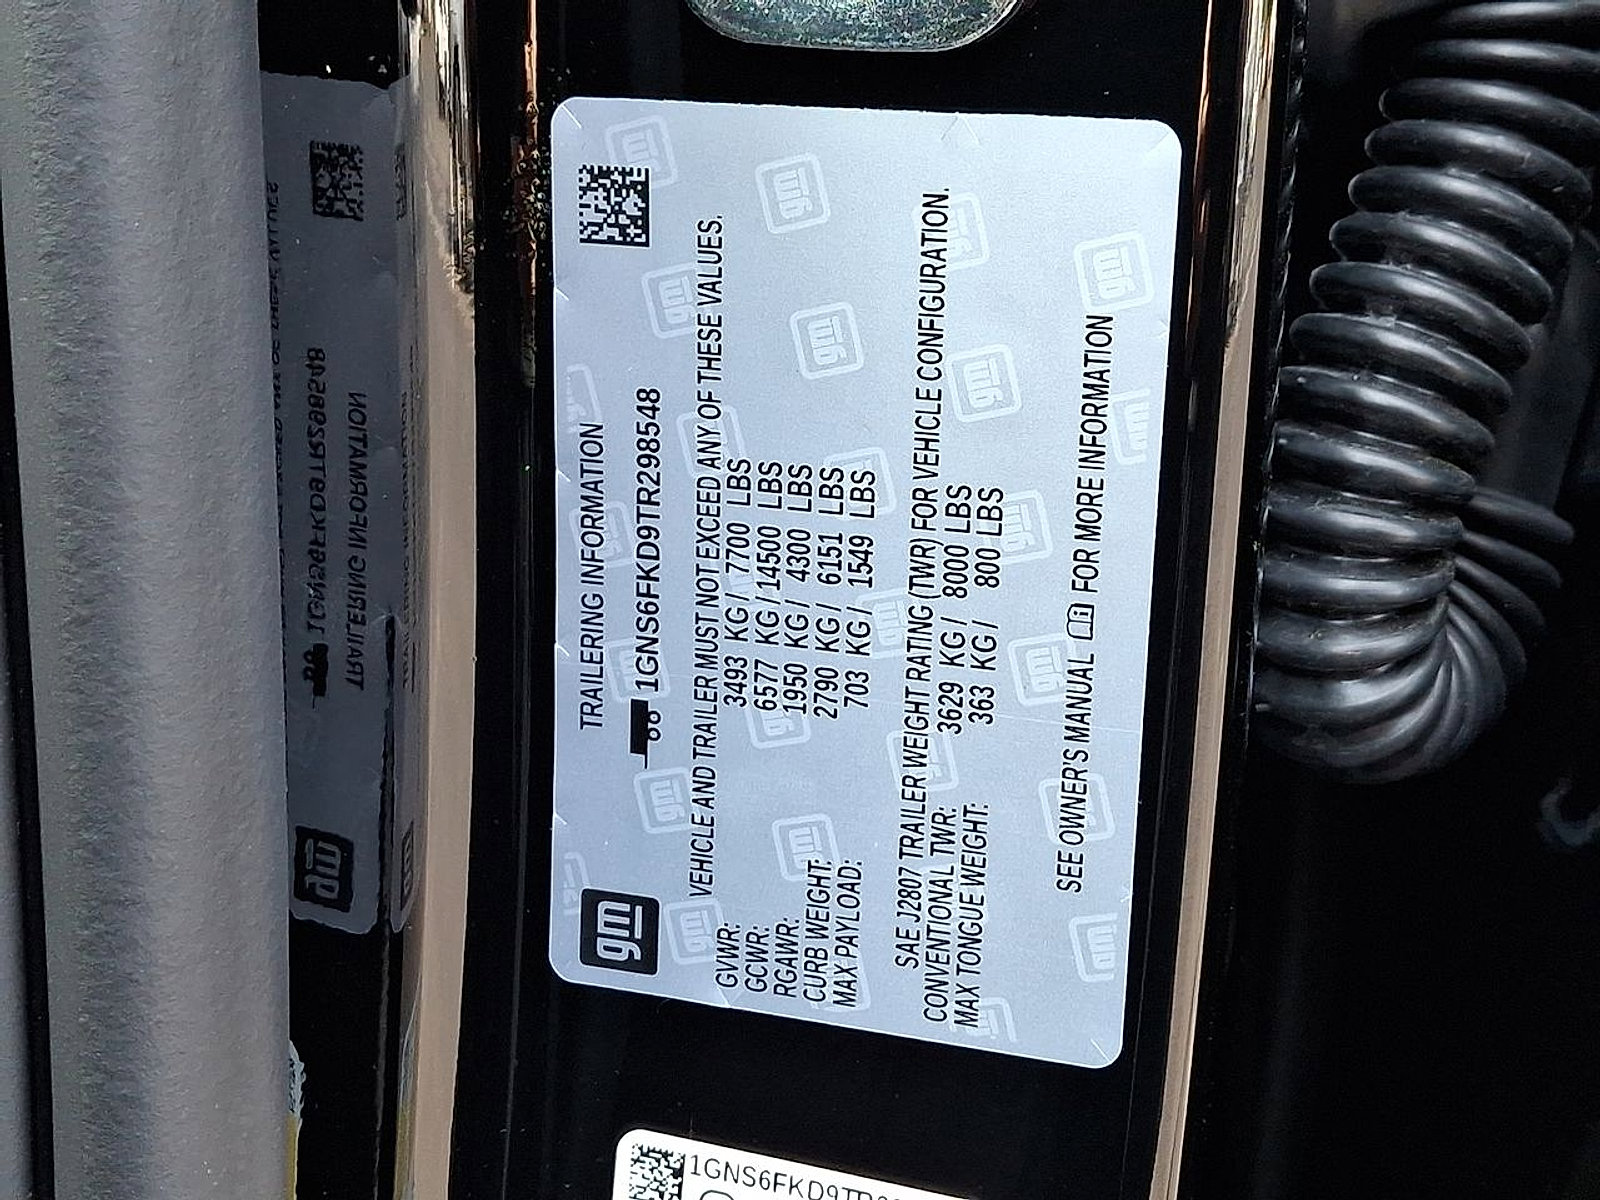 gm
TRAILERING INFORMATION
1GNS6FKD9TR298548
VEHICLE AND TRAILER MUST NOT EXCEED ANY OF THESE VALUES.
GVWR: 3493 KG / 7700 LBS
GCWR: 6577 KG / 14500 LBS
RGAWR: 1950 KG / 4300 LBS
CURB WEIGHT: 2790 KG / 6151 LBS
MAX PAYLOAD: 703 KG / 1549 LBS
SAE J2807 TRAILER WEIGHT RATING (TWR) FOR VEHICLE CONFIGURATION.
CONVENTIONAL TWR: 3629 KG / 8000 LBS
MAX TONGUE WEIGHT: 363 KG / 800 LBS
SEE OWNER'S MANUAL FOR MORE INFORMATION
1GNS6FKD9TR